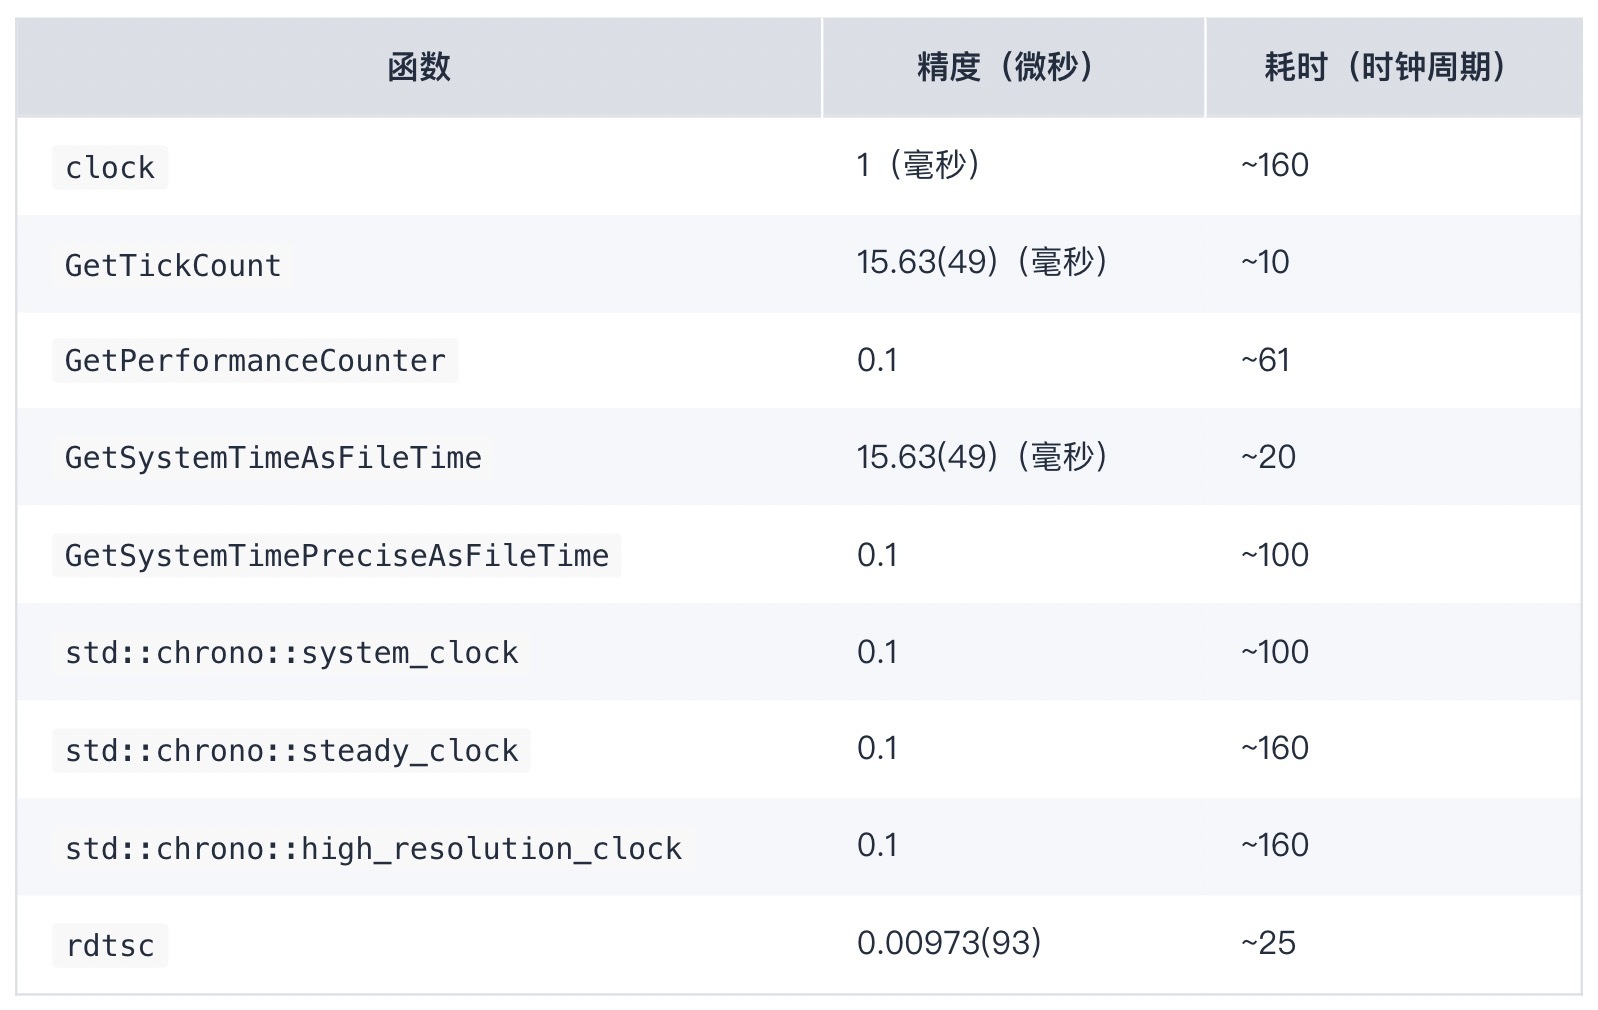 函数 精度（微秒） 耗时（时钟周期）
clock 1（毫秒） ~160
GetTickCount 15.63(49)（毫秒） ~10
GetPerformanceCounter 0.1 ~61
GetSystemTimeAsFileTime 15.63(49)（毫秒） ~20
GetSystemTimePreciseAsFileTime 0.1 ~100
std::chrono::system_clock 0.1 ~100
std::chrono::steady_clock 0.1 ~160
std::chrono::high_resolution_clock 0.1 ~160
rdtsc 0.00973(93) ~25